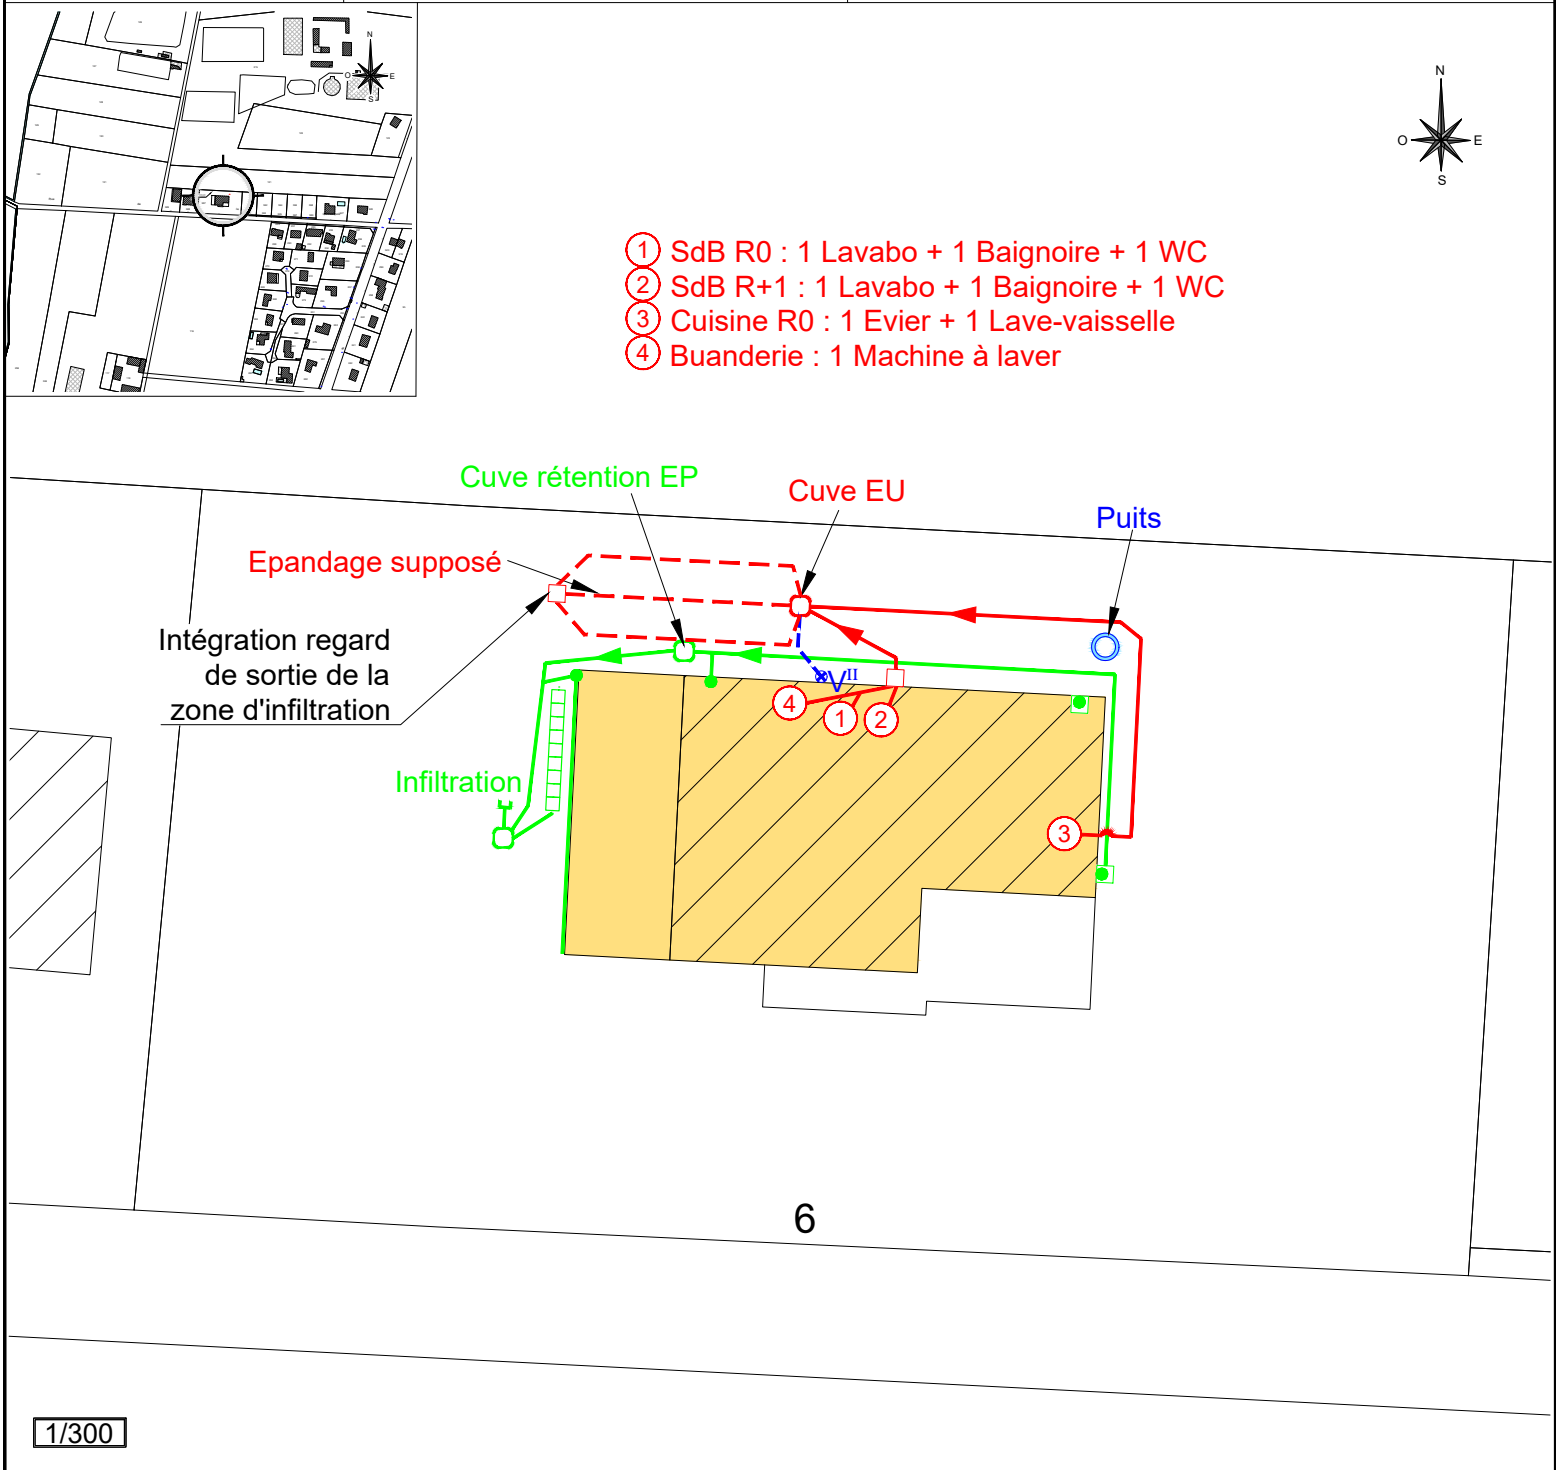 N
O E
S
N
O E
S
1 SdB R0 : 1 Lavabo + 1 Baignoire + 1 WC
2 SdB R+1 : 1 Lavabo + 1 Baignoire + 1 WC
3 Cuisine R0 : 1 Evier + 1 Lave-vaisselle
4 Buanderie : 1 Machine à laver
Cuve rétention EP
Cuve EU
Puits
Epandage supposé
Intégration regard
de sortie de la
zone d'infiltration
VII
4
1
2
Infiltration
3
6
1/300